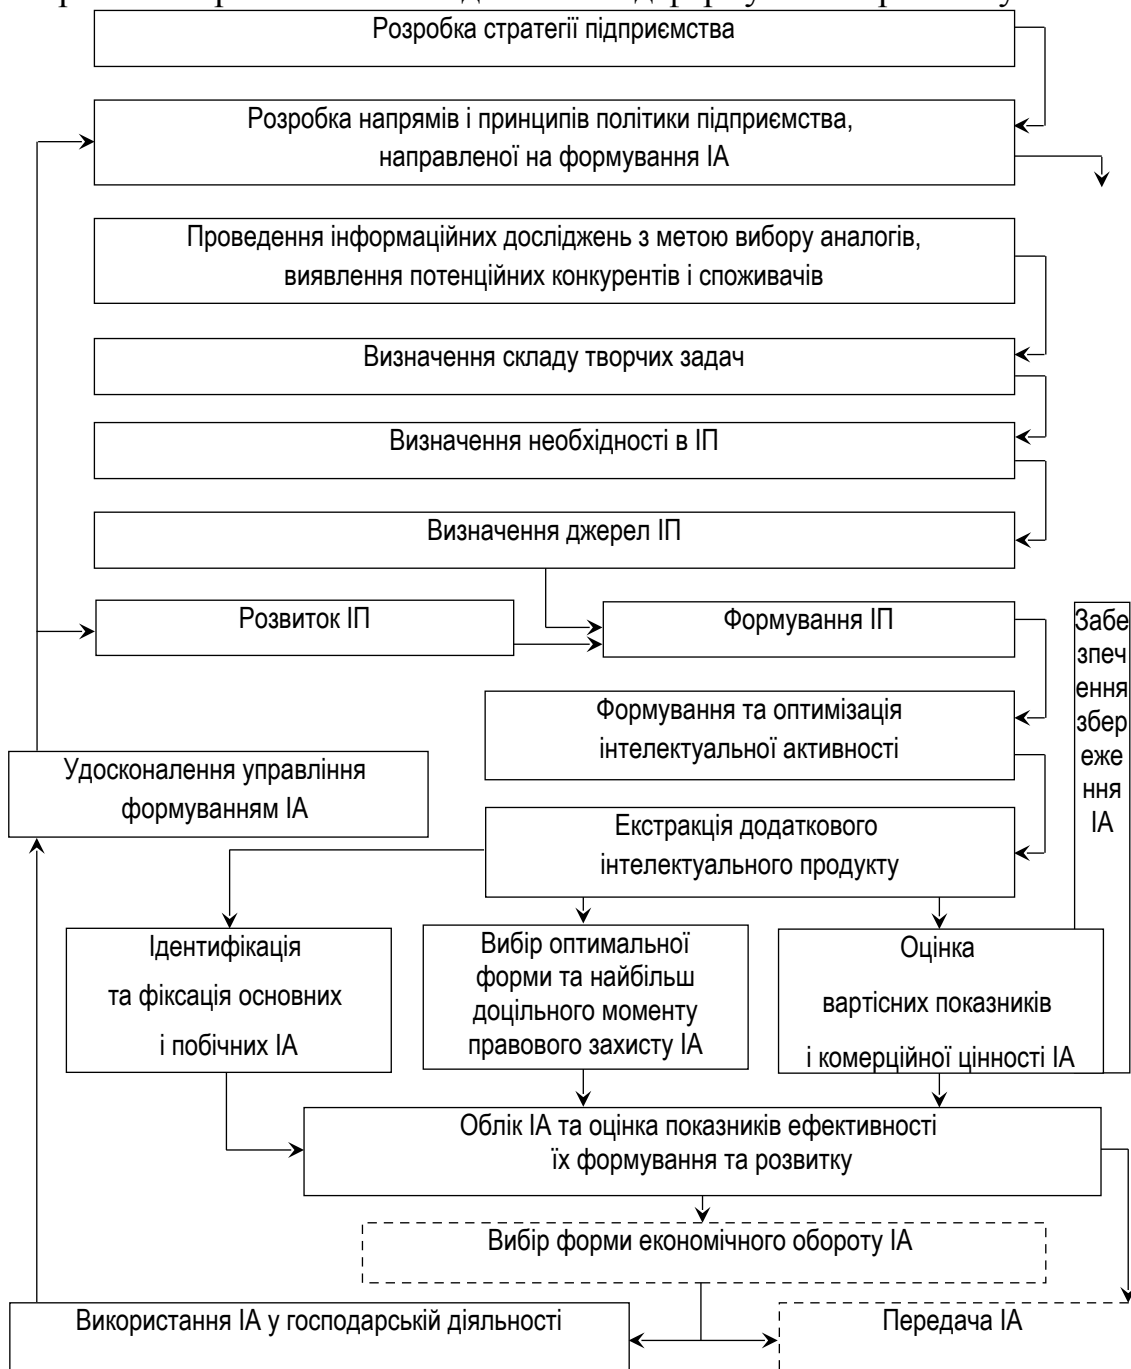 Розробка стратегії підприємства
Розробка напрямів і принципів політики підприємства,
направленої на формування ІА
Проведення інформаційних досліджень з метою вибору аналогів,
виявлення потенційних конкурентів і споживачів
Визначення складу творчих задач
Визначення необхідності в ІП
Визначення джерел ІП
Розвиток ІП
Формування ІП
Забе
зпеч
ення
збер
еже
ння
ІА
Формування та оптимізація
інтелектуальної активності
Удосконалення управління
формуванням ІА
Екстракція додаткового
інтелектуального продукту
Ідентифікація
та фіксація основних
і побічних ІА
Вибір оптимальної
форми та найбільш
доцільного моменту
правового захисту ІА
Оцінка
вартісних показників
і комерційної цінності ІА
Облік ІА та оцінка показників ефективності
їх формування та розвитку
Вибір форми економічного обороту ІА
Використання ІА у господарській діяльності
Передача ІА